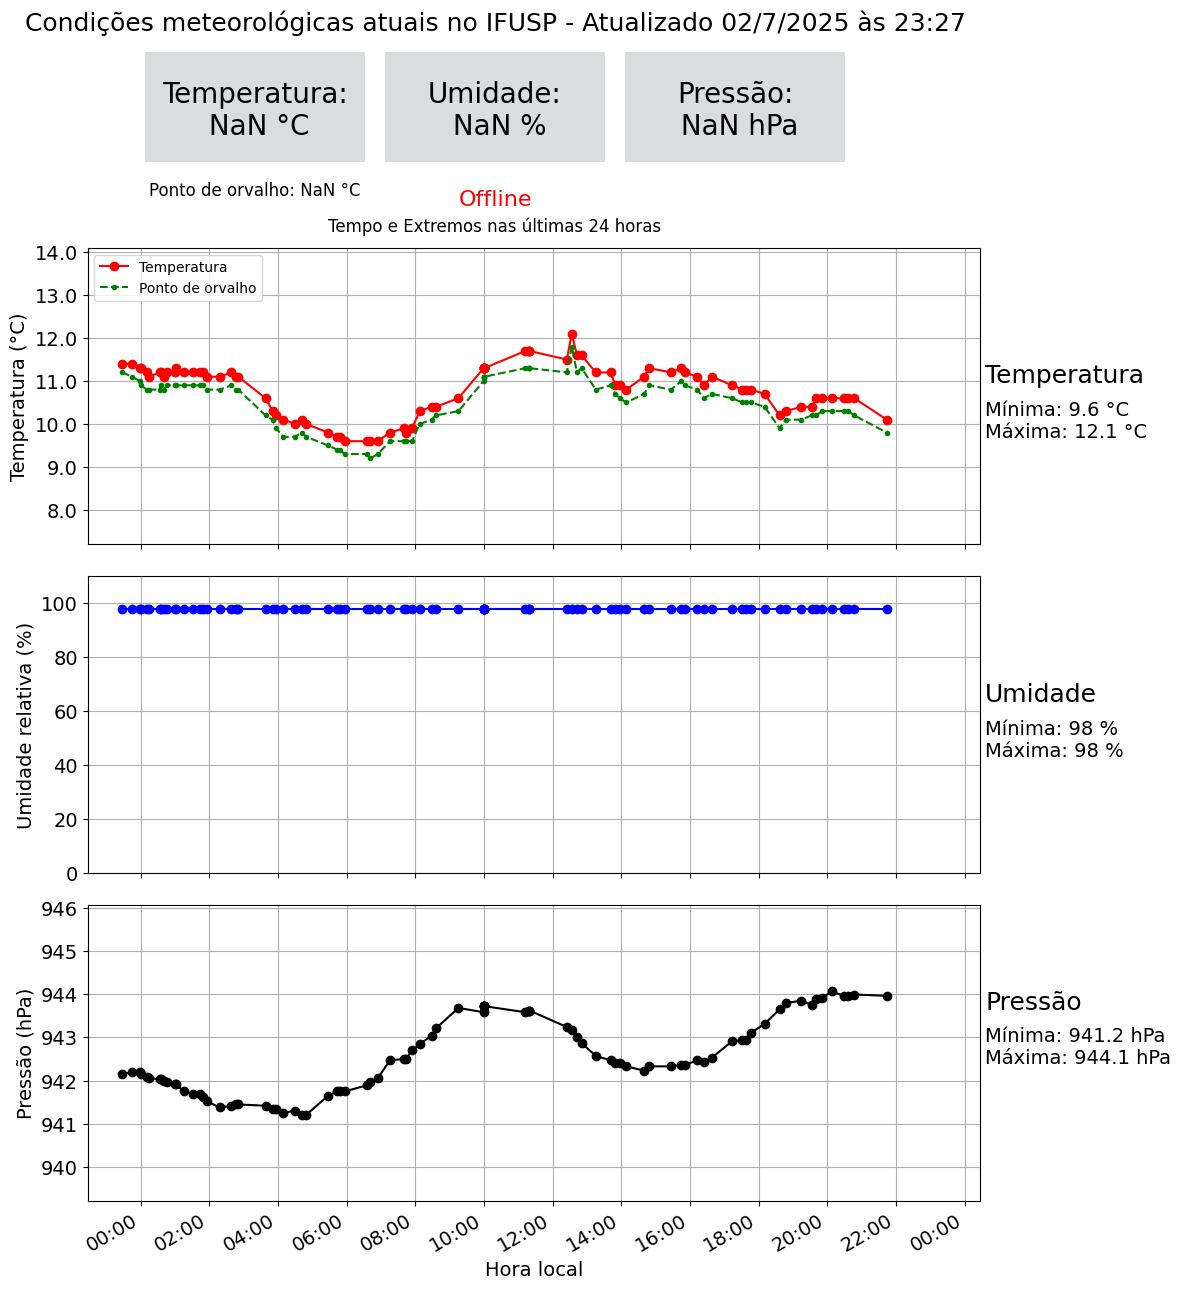 Condições meteorológicas atuais no IFUSP - Atualizado 02/7/2025 às 23:27
Temperatura:
NaN °C
Umidade:
NaN %
Pressão:
NaN hPa
Ponto de orvalho: NaN °C
Offline
Tempo e Extremos nas últimas 24 horas
Temperatura (°C)
14.0
13.0
12.0
11.0
10.0
9.0
8.0
Temperatura
Ponto de orvalho
Temperatura
Mínima: 9.6 °C
Máxima: 12.1 °C
Umidade relativa (%)
100
80
60
40
20
0
Umidade
Mínima: 98 %
Máxima: 98 %
Pressão (hPa)
946
945
944
943
942
941
940
Pressão
Mínima: 941.2 hPa
Máxima: 944.1 hPa
00:00 02:00 04:00 06:00 08:00 10:00 12:00 14:00 16:00 18:00 20:00 22:00 00:00
Hora local